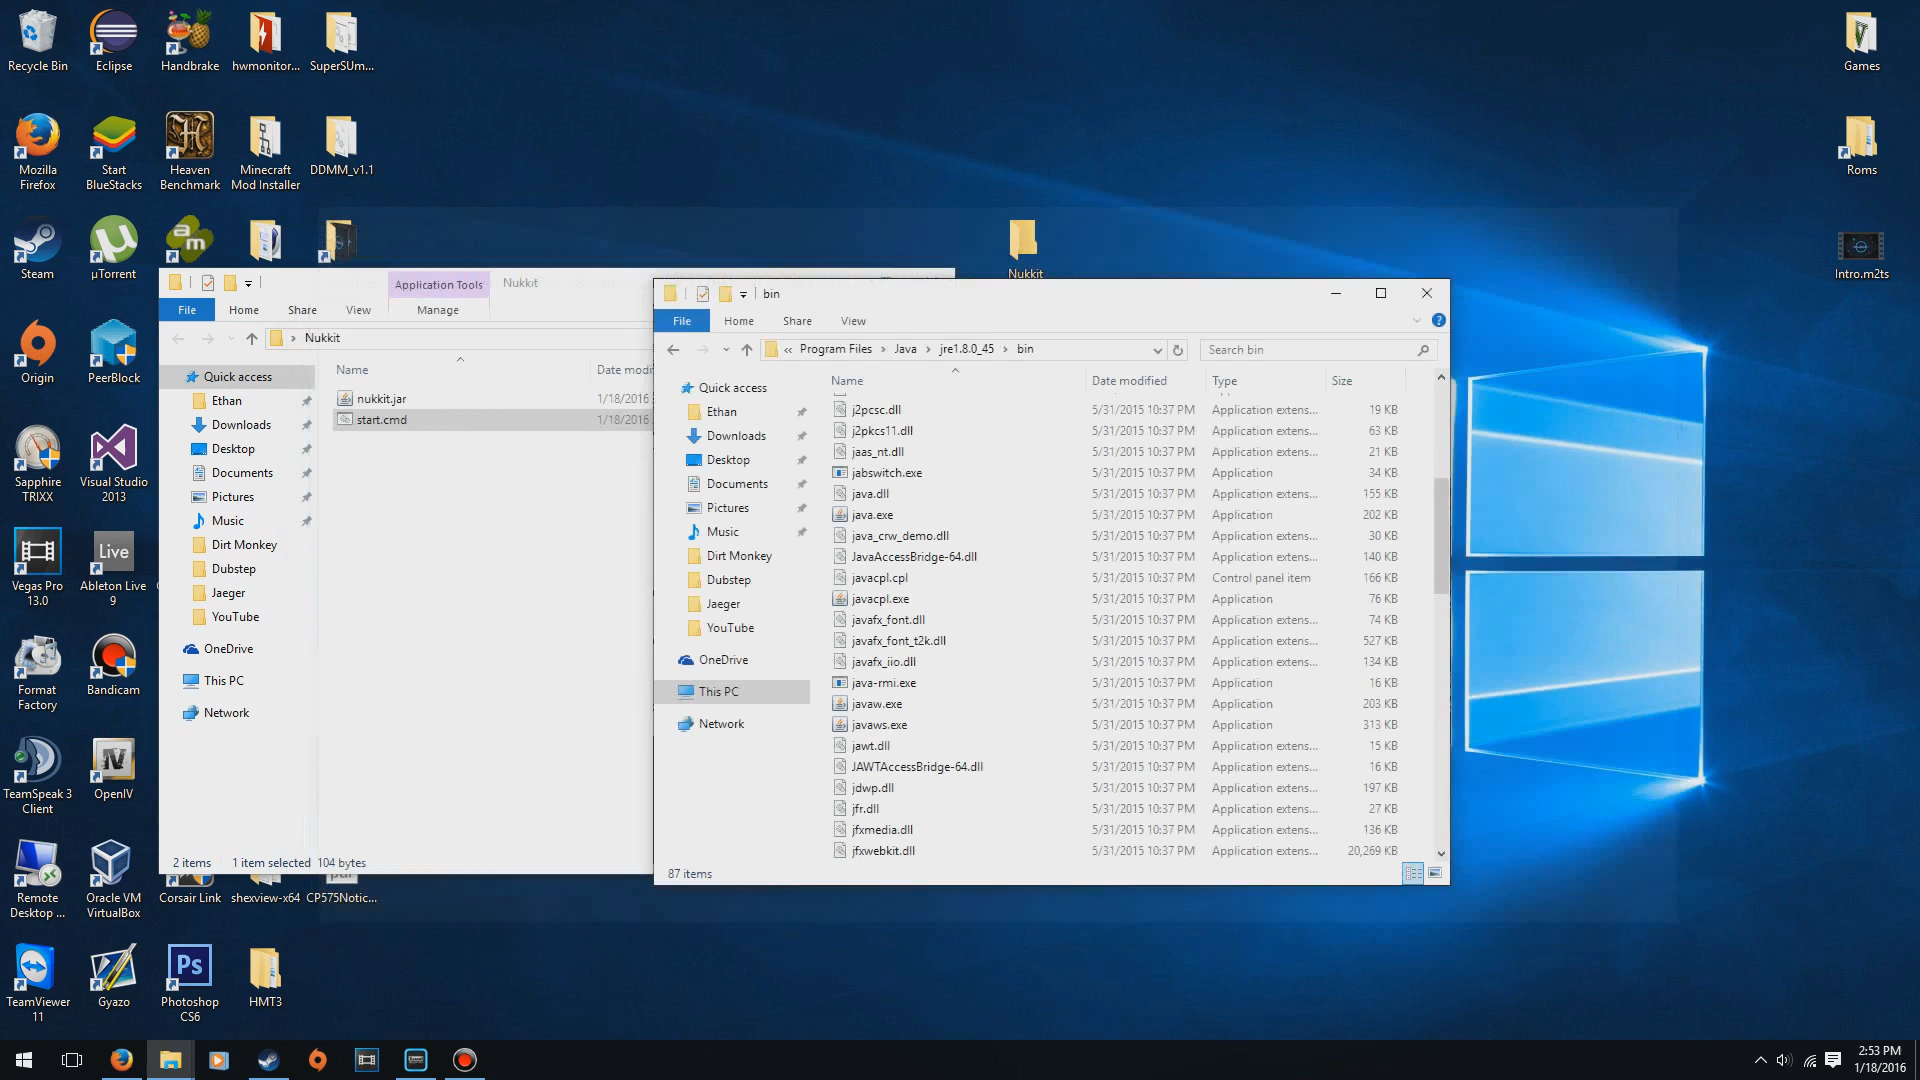 Recycle Bin
Eclipse
Handbrake
hwmonitor...
SuperSUm...
Games
Mozilla
Firefox
Start
BlueStacks
Heaven
Benchmark
Minecraft
Mod Installer
DDMM_v1.1
Roms
Steam
µTorrent
Nukkit
Intro.m2ts
Origin
PeerBlock
Sapphire
TRIXX
Visual Studio
2013
Vegas Pro
13.0
Live
Ableton Live
9
Format
Factory
Bandicam
TeamSpeak 3
Client
OpenIV
Remote
Desktop ...
Oracle VM
VirtualBox
Corsair Link
shexview-x64
CP575Notic...
TeamViewer
11
Gyazo
Ps
Photoshop
CS6
HMT3
Application Tools
Nukkit
File
Home
Share
View
Manage
Nukkit
Quick access
Ethan
Downloads
Desktop
Documents
Pictures
Music
Dirt Monkey
Dubstep
Jaeger
YouTube
OneDrive
This PC
Network
Name
nukkit.jar 1/18/2016
start.cmd 1/18/2016
2 items 1 item selected 104 bytes
bin
File
Home
Share
View
« Program Files › Java › jre1.8.0_45 › bin
Search bin
Quick access
Ethan
Downloads
Desktop
Documents
Pictures
Music
Dirt Monkey
Dubstep
Jaeger
YouTube
OneDrive
This PC
Network
Name Date modified Type Size
j2pcsc.dll 5/31/2015 10:37 PM Application extens... 19 KB
j2pkcs11.dll 5/31/2015 10:37 PM Application extens... 63 KB
jaas_nt.dll 5/31/2015 10:37 PM Application extens... 21 KB
jabswitch.exe 5/31/2015 10:37 PM Application 34 KB
java.dll 5/31/2015 10:37 PM Application extens... 155 KB
java.exe 5/31/2015 10:37 PM Application 202 KB
java_crw_demo.dll 5/31/2015 10:37 PM Application extens... 30 KB
JavaAccessBridge-64.dll 5/31/2015 10:37 PM Application extens... 140 KB
javacpl.cpl 5/31/2015 10:37 PM Control panel item 166 KB
javacpl.exe 5/31/2015 10:37 PM Application 76 KB
javafx_font.dll 5/31/2015 10:37 PM Application extens... 74 KB
javafx_font_t2k.dll 5/31/2015 10:37 PM Application extens... 527 KB
javafx_iio.dll 5/31/2015 10:37 PM Application extens... 134 KB
java-rmi.exe 5/31/2015 10:37 PM Application 16 KB
javaw.exe 5/31/2015 10:37 PM Application 203 KB
javaws.exe 5/31/2015 10:37 PM Application 313 KB
jawt.dll 5/31/2015 10:37 PM Application extens... 15 KB
JAWTAccessBridge-64.dll 5/31/2015 10:37 PM Application extens... 16 KB
jdwp.dll 5/31/2015 10:37 PM Application extens... 197 KB
jfr.dll 5/31/2015 10:37 PM Application extens... 27 KB
jfxmedia.dll 5/31/2015 10:37 PM Application extens... 136 KB
jfxwebkit.dll 5/31/2015 10:37 PM Application extens... 20,269 KB
87 items
2:53 PM
1/18/2016